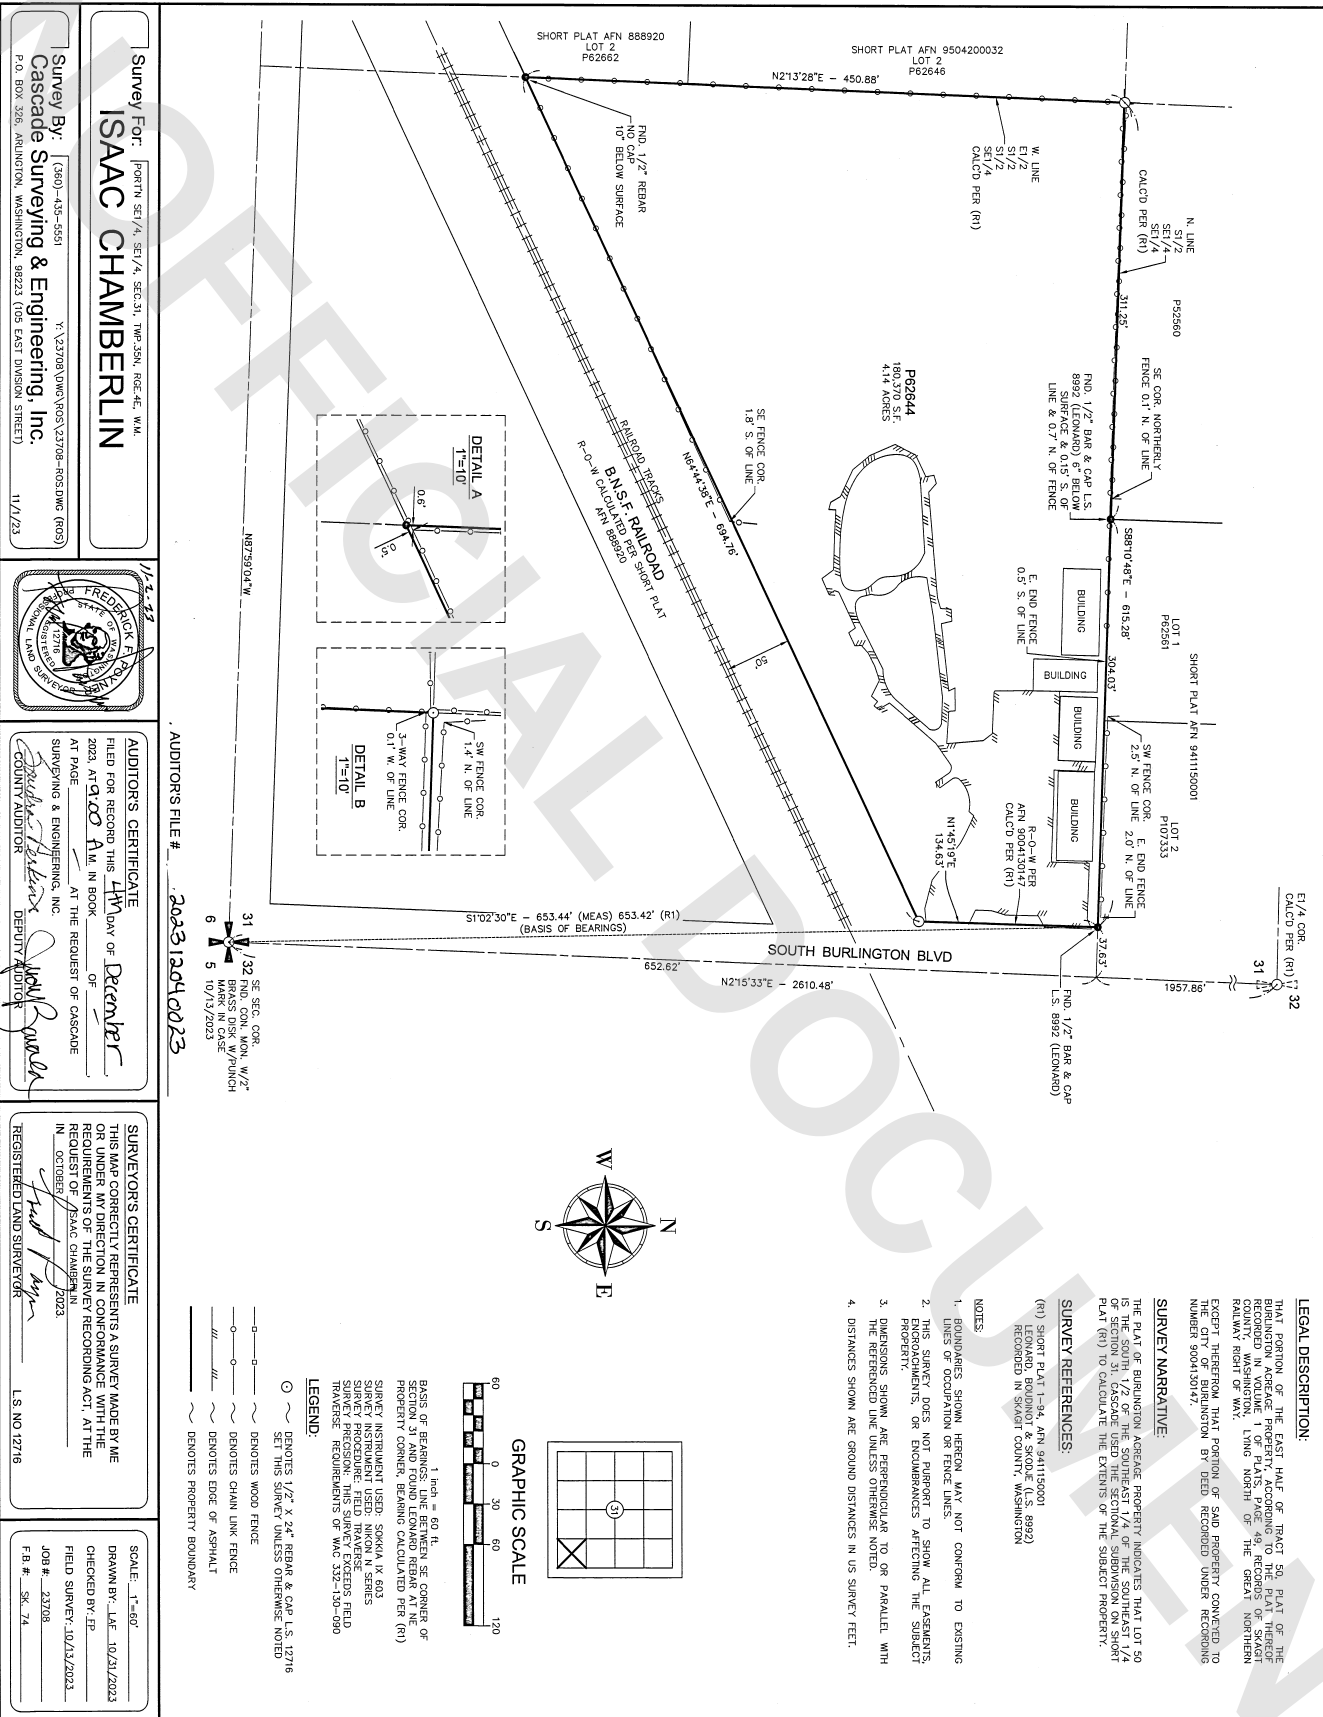 SHORT PLAT AFN 888920
LOT 2
P62662
SHORT PLAT AFN 9504200032
LOT 2
P62646
N2°13'28"E - 450.88'
FND. 1/2" REBAR
NO CAP
10" BELOW SURFACE
W. LINE
E1/2
S1/2
S1/2
SE1/4
CALC'D PER (R1)
N. LINE
S1/2
SE1/4
SE1/4
CALC'D PER (R1)
311.25'
P52560
SE COR. NORTHERLY
FENCE 0.1' N. OF LINE
FND. 1/2" BAR & CAP L.S.
8992 (LEONARD) 6" BELOW
SURFACE & 0.15' S. OF
LINE & 0.7' N. OF FENCE
S88°10'48"E - 615.28'
P62644
180,370 S.F.
4.14 ACRES
SE FENCE COR.
1.8' S. OF LINE
N64°44'38"E - 694.76'
RAILROAD TRACKS
B.N.S.F. RAILROAD
R-O-W CALCULATED PER SHORT PLAT
AFN 888920
50'
E. END FENCE
0.5' S. OF LINE
BUILDING
BUILDING
BUILDING
BUILDING
LOT 1
P62561
SHORT PLAT AFN 9411150001
304.03'
SW FENCE COR.
2.5' N. OF LINE
LOT 2
P107333
E. END FENCE
2.0' N. OF LINE
R-O-W PER
AFN 9004130147
CALC'D PER (R1)
N1°45'19"E
134.63'
37.63'
FND. 1/2" BAR & CAP
L.S. 8992 (LEONARD)
E1/4 COR.
CALC'D PER (R1)
31
32
1957.86'
SOUTH BURLINGTON BLVD
N2°15'33"E - 2610.48'
652.62'
S1°02'30"E - 653.44' (MEAS) 653.42' (R1)
(BASIS OF BEARINGS)
DETAIL A
1"=10'
0.6'
0.5'
DETAIL B
1"=10'
SW FENCE COR.
1.4' N. OF LINE
3-WAY FENCE COR.
0.1' W. OF LINE
N87°59'04"W
31
32
6
5
SE SEC. COR.
FND. CON. MON. W/2"
BRASS DISK W/PUNCH
MARK IN CASE
10/13/2023
N
W
E
S
LEGAL DESCRIPTION:
THAT PORTION OF THE EAST HALF OF TRACT 50, PLAT OF THE
BURLINGTON ACREAGE PROPERTY, ACCORDING TO THE PLAT THEREOF
RECORDED IN VOLUME 1 OF PLATS, PAGE 49, RECORDS OF SKAGIT
COUNTY, WASHINGTON, LYING NORTH OF THE GREAT NORTHERN
RAILWAY RIGHT OF WAY.
EXCEPT THEREFROM THAT PORTION OF SAID PROPERTY CONVEYED TO
THE CITY OF BURLINGTON BY DEED RECORDED UNDER RECORDING
NUMBER 9004130147.
SURVEY NARRATIVE:
THE PLAT OF BURLINGTON ACREAGE PROPERTY INDICATES THAT LOT 50
IS THE SOUTH 1/2 OF THE SOUTHEAST 1/4 OF THE SOUTHEAST 1/4
OF SECTION 31. CASCADE USED THE SECTIONAL SUBDIVISION ON SHORT
PLAT (R1) TO CALCULATE THE EXTENTS OF THE SUBJECT PROPERTY.
SURVEY REFERENCES:
(R1) SHORT PLAT 1-94, AFN 9411150001
LEONARD, BOUDINOT & SKODJE (L.S. 8992)
RECORDED IN SKAGIT COUNTY, WASHINGTON
NOTES:
1. BOUNDARIES SHOWN HEREON MAY NOT CONFORM TO EXISTING
LINES OF OCCUPATION OR FENCE LINES.
2. THIS SURVEY DOES NOT PURPORT TO SHOW ALL EASEMENTS,
ENCROACHMENTS, OR ENCUMBRANCES AFFECTING THE SUBJECT
PROPERTY.
3. DIMENSIONS SHOWN ARE PERPENDICULAR TO OR PARALLEL WITH
THE REFERENCED LINE UNLESS OTHERWISE NOTED.
4. DISTANCES SHOWN ARE GROUND DISTANCES IN US SURVEY FEET.
31
GRAPHIC SCALE
60 0 30 60 120
1 inch = 60 ft.
BASIS OF BEARINGS: LINE BETWEEN SE CORNER OF
SECTION 31 AND FOUND LEONARD REBAR AT NE
PROPERTY CORNER, BEARING CALCULATED PER (R1)
SURVEY INSTRUMENT USED: SOKKIA IX 603
SURVEY INSTRUMENT USED: NIKON N SERIES
SURVEY PROCEDURE: FIELD TRAVERSE
SURVEY PRECISION: THIS SURVEY EXCEEDS FIELD
TRAVERSE REQUIREMENTS OF WAC 332-130-090
LEGEND:
DENOTES 1/2" X 24" REBAR & CAP L.S. 12716
SET THIS SURVEY UNLESS OTHERWISE NOTED
DENOTES WOOD FENCE
DENOTES CHAIN LINK FENCE
DENOTES EDGE OF ASPHALT
DENOTES PROPERTY BOUNDARY
AUDITOR'S FILE # 202312040023
Survey For: PORT'N SE1/4, SE1/4, SEC.31, TWP.35N, RGE.4E, W.M.
ISAAC CHAMBERLIN
Survey By: (360)-435-5551 Y:\23708\DWG\ROS\23708-ROS.DWG (ROS)
Cascade Surveying & Engineering, Inc.
P.O. BOX 326, ARLINGTON, WASHINGTON, 98223 (105 EAST DIVISION STREET) 11/1/23
11-2-23
FREDERICK F POYNER
STATE OF WASHINGTON
12716
REGISTERED
PROFESSIONAL LAND SURVEYOR
AUDITOR'S CERTIFICATE
FILED FOR RECORD THIS 4th DAY OF December,
2023, AT 9:00 A M. IN BOOK OF
AT PAGE AT THE REQUEST OF CASCADE
SURVEYING & ENGINEERING, INC.
COUNTY AUDITOR DEPUTY AUDITOR
SURVEYOR'S CERTIFICATE
THIS MAP CORRECTLY REPRESENTS A SURVEY MADE BY ME
OR UNDER MY DIRECTION IN CONFORMANCE WITH THE
REQUIREMENTS OF THE SURVEY RECORDING ACT, AT THE
REQUEST OF ISAAC CHAMBERLIN
IN OCTOBER 2023.
REGISTERED LAND SURVEYOR L.S. NO 12716
SCALE: 1"=60'
DRAWN BY: LAF 10/31/2023
CHECKED BY: FP
FIELD SURVEY: 10/13/2023
JOB #: 23708
F.B. #: SK 74
NOFFICIAL DOCUMEN